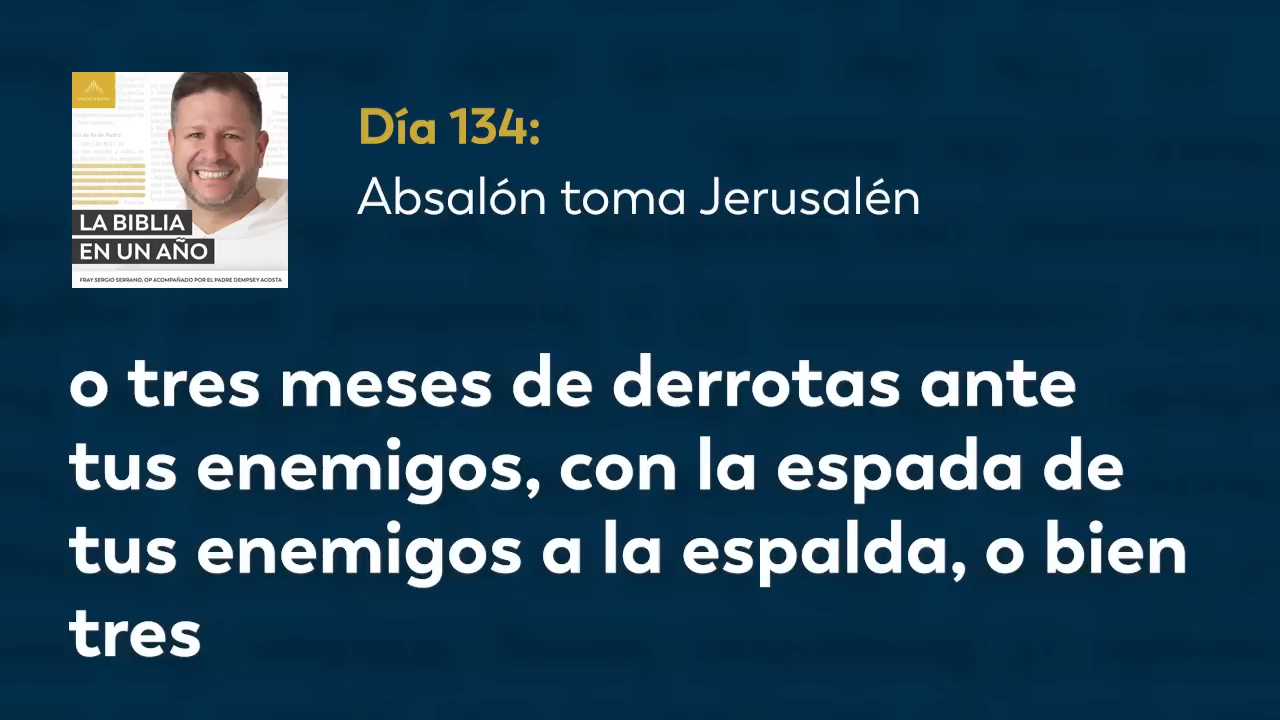 Día 134:
Absalón toma Jerusalén
LA BIBLIA
EN UN AÑO
FRAY SERGIO SERRANO, OP ACOMPAÑADO POR EL PADRE DEMPSEY ACOSTA
o tres meses de derrotas ante
tus enemigos, con la espada de
tus enemigos a la espalda, o bien
tres